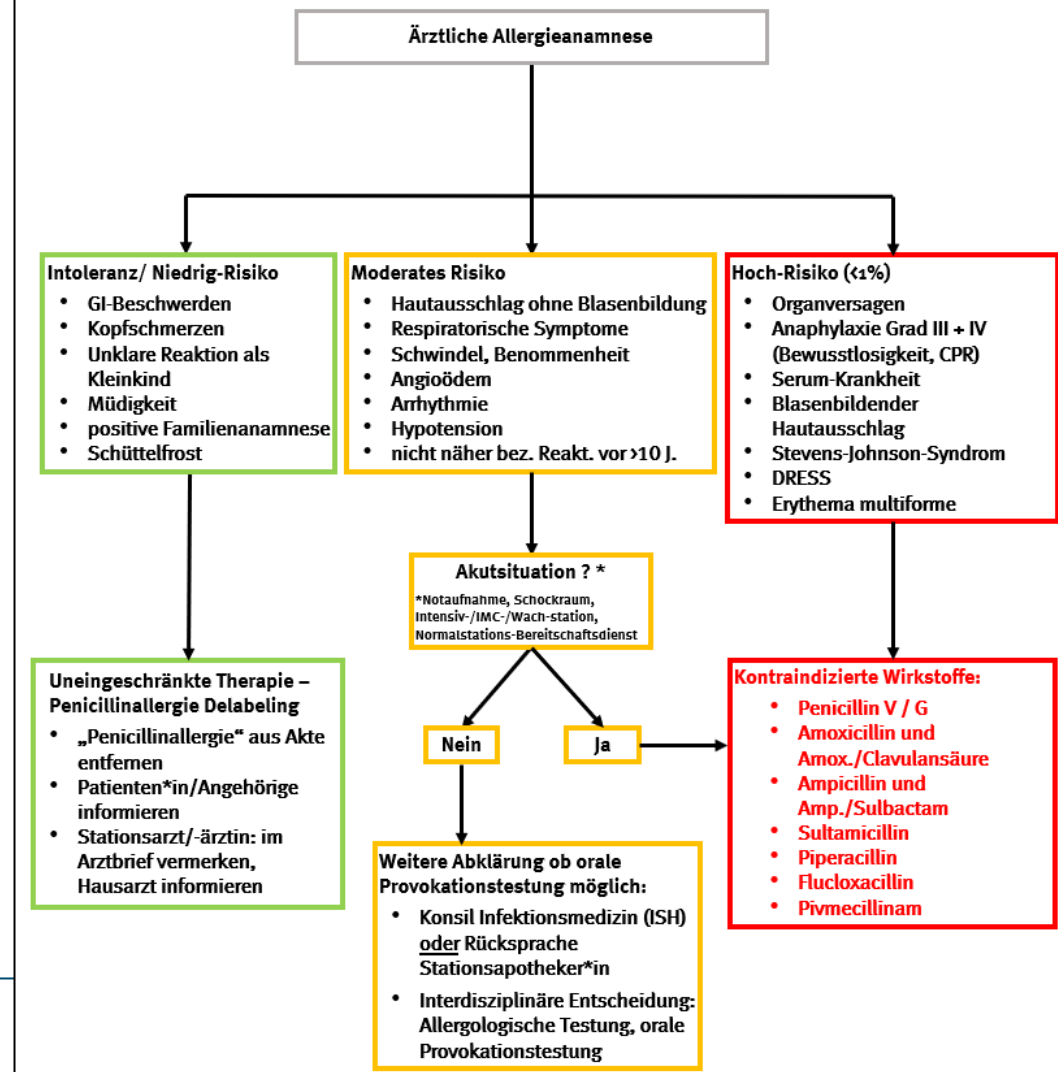 Ärztliche Allergieanamnese
Intoleranz/ Niedrig-Risiko
• GI-Beschwerden
• Kopfschmerzen
• Unklare Reaktion als
Kleinkind
• Müdigkeit
• positive Familienanamnese
• Schüttelfrost
Moderates Risiko
• Hautausschlag ohne Blasenbildung
• Respiratorische Symptome
• Schwindel, Benommenheit
• Angioödem
• Arrhythmie
• Hypotension
• nicht näher bez. Reakt. vor >10 J.
Hoch-Risiko (<1%)
• Organversagen
• Anaphylaxie Grad III + IV
(Bewusstlosigkeit, CPR)
• Serum-Krankheit
• Blasenbildender
Hautausschlag
• Stevens-Johnson-Syndrom
• DRESS
• Erythema multiforme
Akutsituation ? *
*Notaufnahme, Schockraum,
Intensiv-/IMC-/Wach-station,
Normalstations-Bereitschaftsdienst
Uneingeschränkte Therapie –
Penicillinallergie Delabeling
• „Penicillinallergie“ aus Akte
entfernen
• Patienten*in/Angehörige
informieren
• Stationsarzt/-ärztin: im
Arztbrief vermerken,
Hausarzt informieren
Nein
Ja
Kontraindizierte Wirkstoffe:
• Penicillin V / G
• Amoxicillin und
Amox./Clavulansäure
• Ampicillin und
Amp./Sulbactam
• Sultamicillin
• Piperacillin
• Flucloxacillin
• Pivmecillinam
Weitere Abklärung ob orale
Provokationstestung möglich:
• Konsil Infektionsmedizin (ISH)
oder Rücksprache
Stationsapotheker*in
• Interdisziplinäre Entscheidung:
Allergologische Testung, orale
Provokationstestung